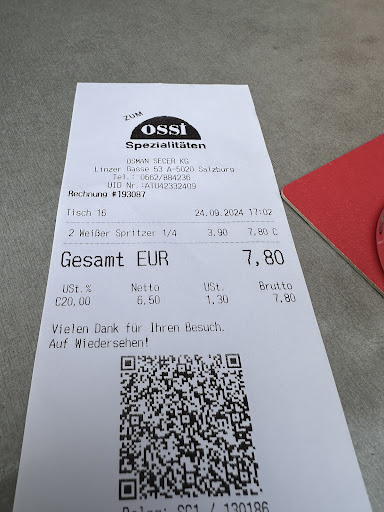 ZUM
OSSI
Spezialitäten
OSMAN SECER KG
Linzer Gasse 53 A-5020 Salzburg
Tel.: 0662/884236
UID Nr.:ATU42332409
Rechnung #193087
Tisch 16 24.09.2024 17:02
2 Weißer Spritzer 1/4 3,90 7,80 C
Gesamt EUR 7,80
USt.% Netto USt. Brutto
C20,00 6,50 1,30 7,80
Vielen Dank für Ihren Besuch.
Auf Wiedersehen!
Beleg: SC1 / 130186